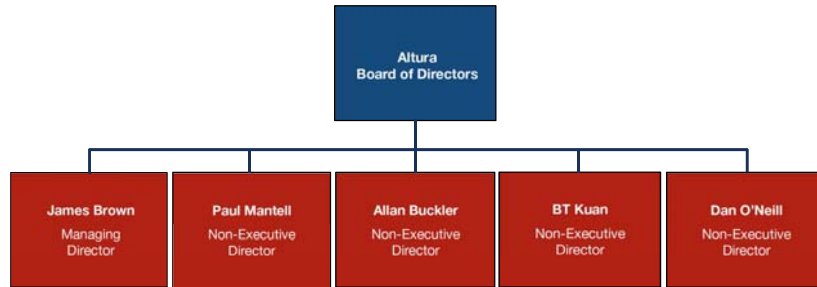 Altura
Board of Directors
James Brown
Managing
Director
Paul Mantell
Non-Executive
Director
Allan Buckler
Non-Executive
Director
BT Kuan
Non-Executive
Director
Dan O'Neill
Non-Executive
Director